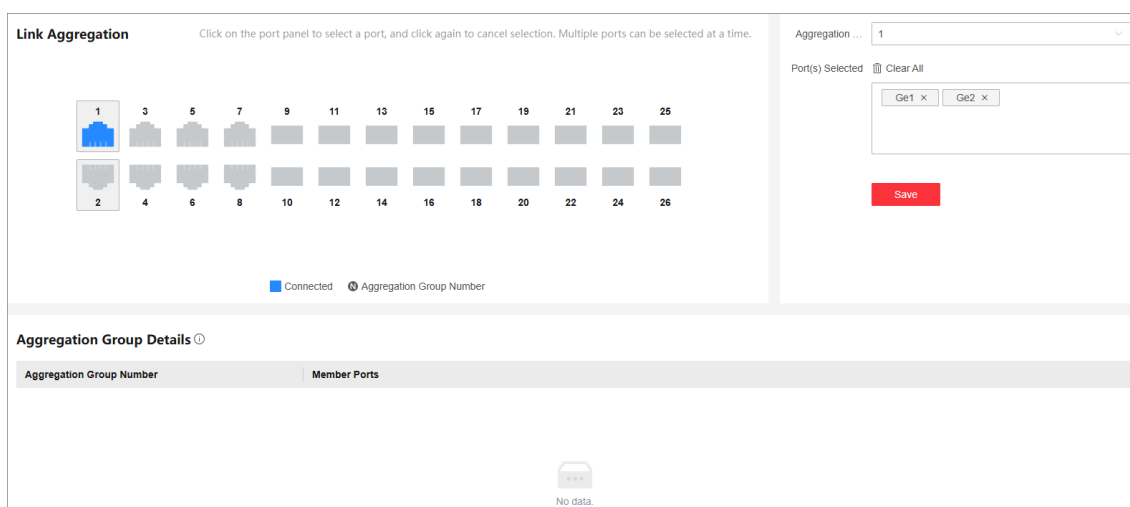 Link Aggregation
Click on the port panel to select a port, and click again to cancel selection. Multiple ports can be selected at a time.
1 3 5 7 9 11 13 15 17 19 21 23 25
2 4 6 8 10 12 14 16 18 20 22 24 26
Connected N Aggregation Group Number
Aggregation ... 1
Port(s) Selected Clear All
Ge1 × Ge2 ×
Save
Aggregation Group Details
Aggregation Group Number Member Ports
No data.